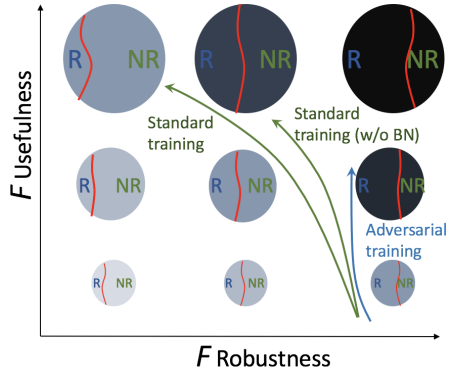 F Usefulness
R NR
R NR
R NR
Standard
training
Standard
training (w/o BN)
R NR
R NR
R NR
Adversarial
training
R NR
R NR
R NR
F Robustness